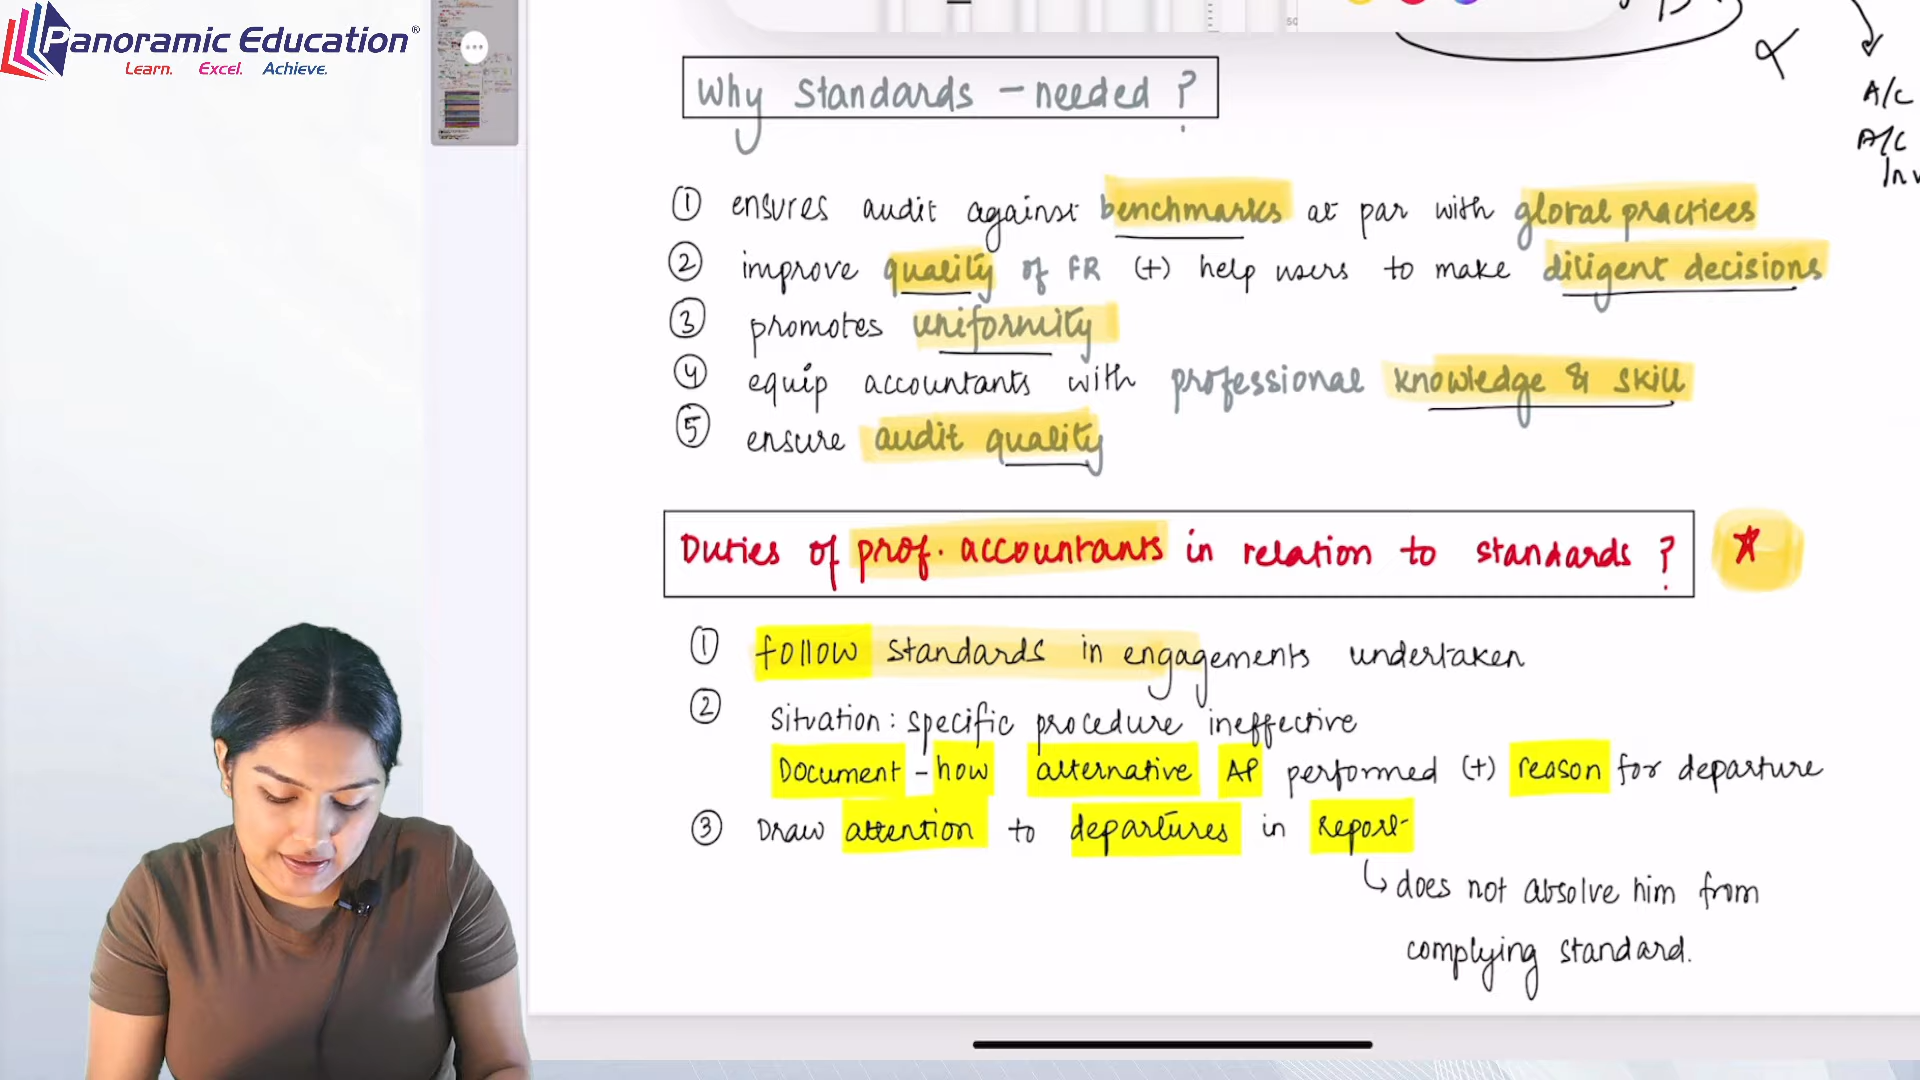 Panoramic Education®
Learn. Excel. Achieve.
50
A/C
A/C
Inv
Why standards – needed ?
① ensures audit against benchmarks at par with global practices
② improve quality of FR (+) help users to make diligent decisions
③ promotes uniformity
④ equip accountants with professional knowledge & skill
⑤ ensure audit quality
Duties of prof. accountants in relation to standards ?
① follow standards in engagements undertaken
② Situation : specific procedure ineffective
Document – how alternative AP performed (+) reason for departure
③ Draw attention to departures in report
↳ does not absolve him from
complying standard.